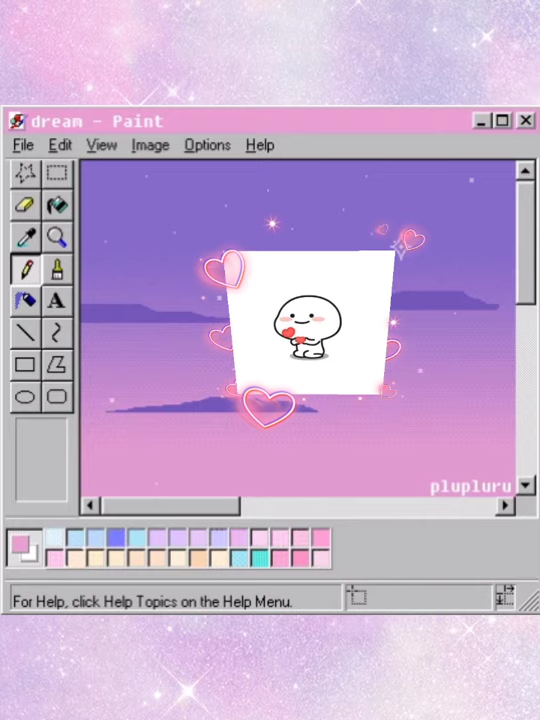 dream - Paint
File Edit View Image Options Help
A
plupluru
For Help, click Help Topics on the Help Menu.